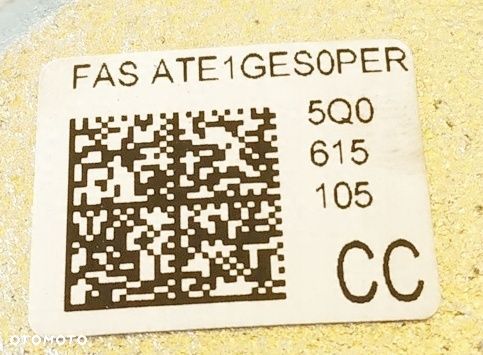 FAS ATE1GES0PER
5Q0
615
105
CC
OTOMOTO